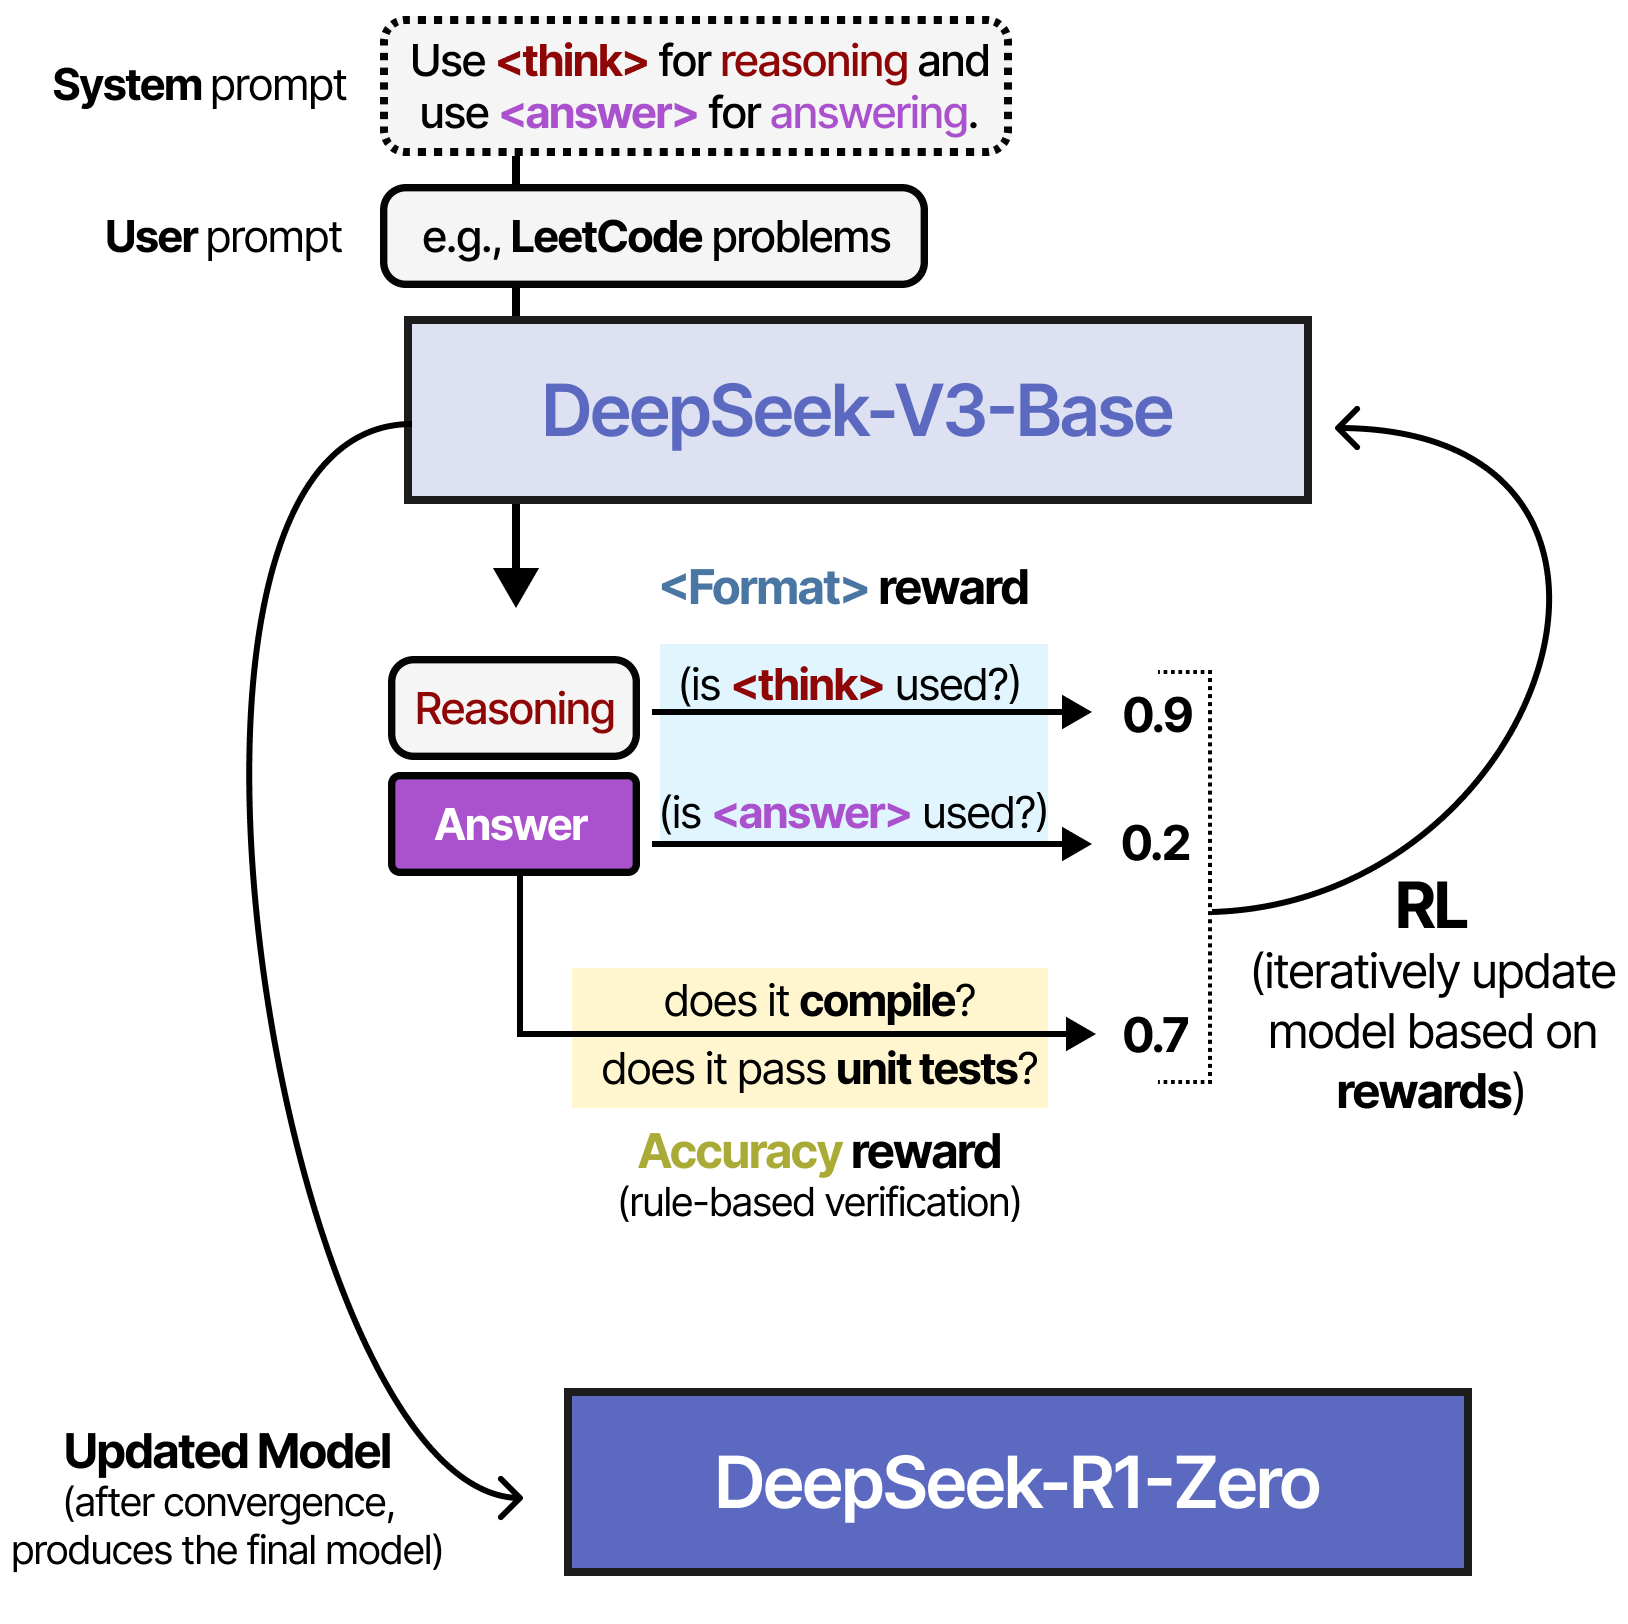 System prompt
Use <think> for reasoning and
use <answer> for answering.
User prompt
e.g., LeetCode problems
DeepSeek-V3-Base
<Format> reward
Reasoning
(is <think> used?)
0.9
Answer
(is <answer> used?)
0.2
RL
(iteratively update
model based on
rewards)
does it compile?
0.7
does it pass unit tests?
Accuracy reward
(rule-based verification)
Updated Model
(after convergence,
produces the final model)
DeepSeek-R1-Zero